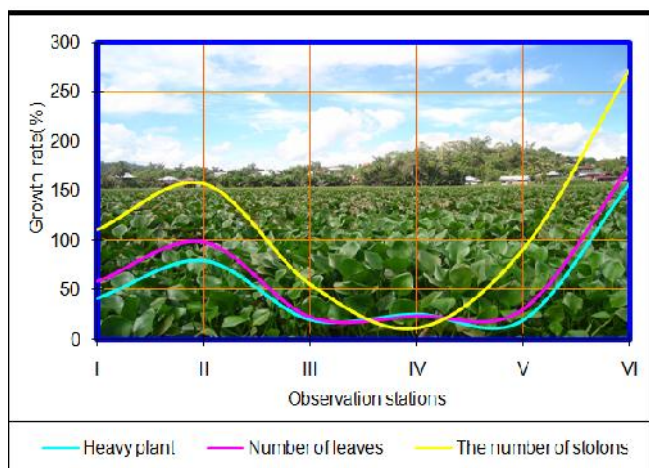 300
250
200
150
100
50
0
Growth rate(%)
I II III IV V VI
Observation stations
Heavy plant Number of leaves The number of stolons